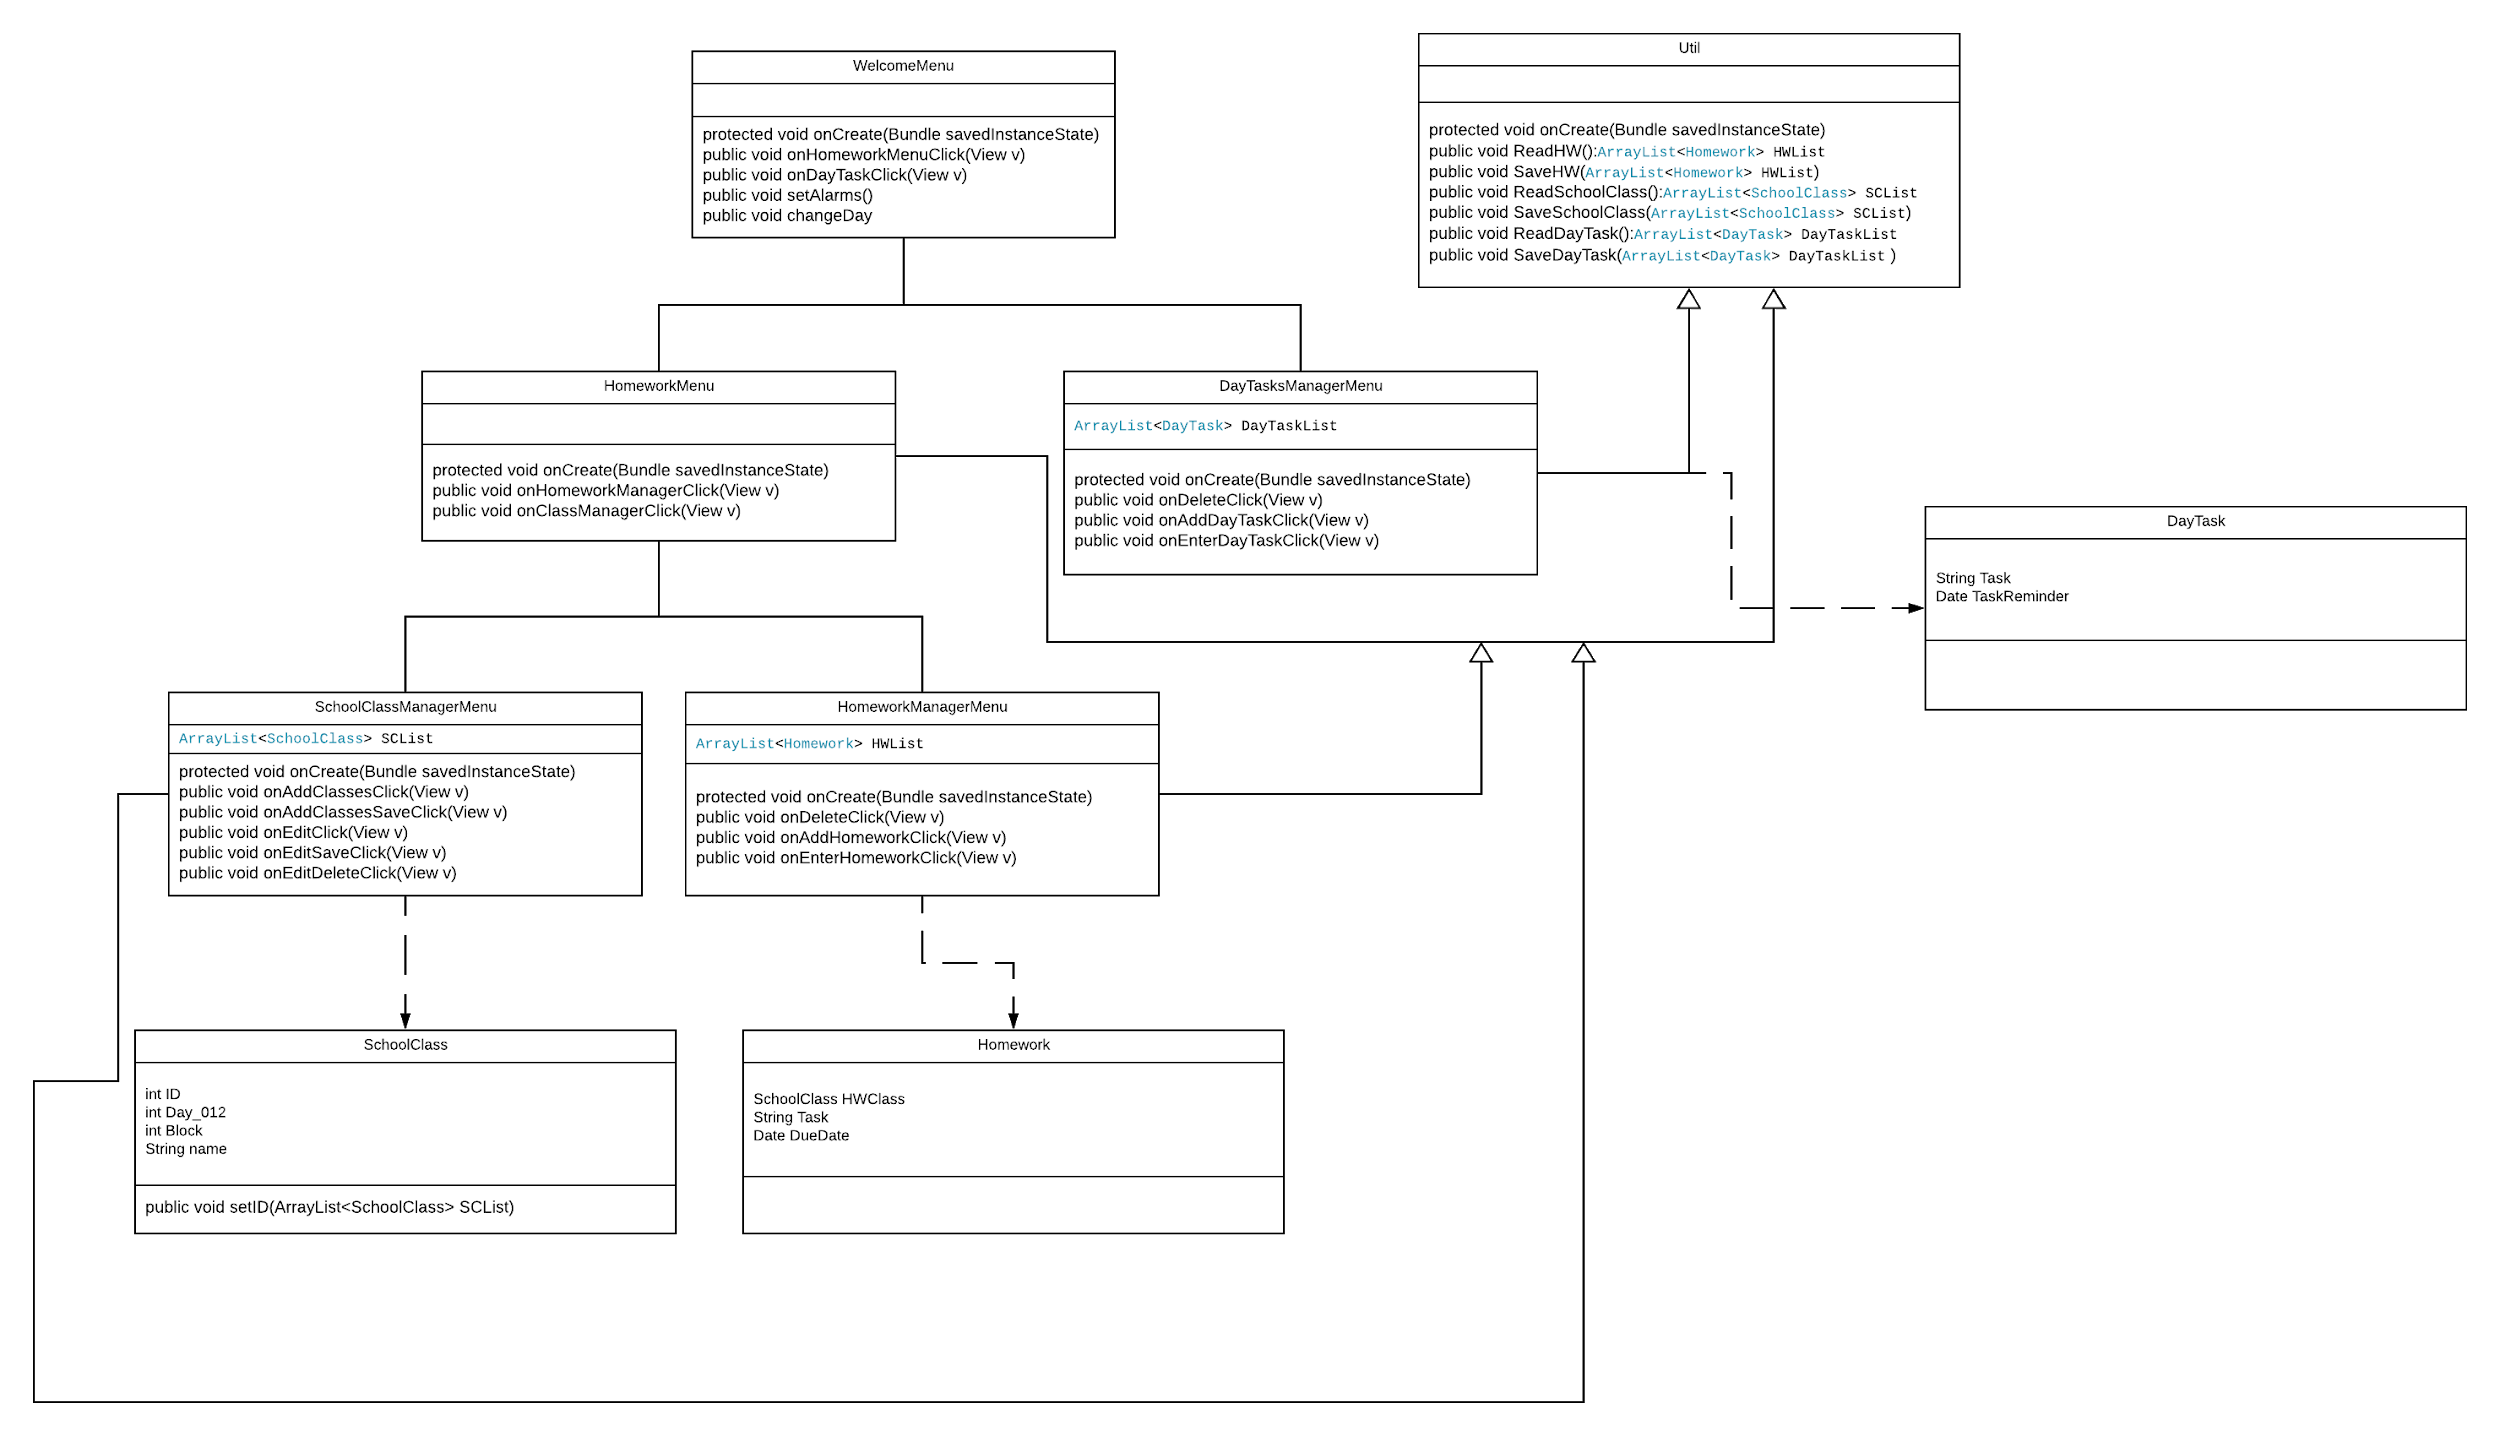 WelcomeMenu
protected void onCreate(Bundle savedInstanceState)
public void onHomeworkMenuClick(View v)
public void onDayTaskClick(View v)
public void setAlarms()
public void changeDay
Util
protected void onCreate(Bundle savedInstanceState)
public void ReadHW():ArrayList<Homework> HWList
public void SaveHW(ArrayList<Homework> HWList)
public void ReadSchoolClass():ArrayList<SchoolClass> SCList
public void SaveSchoolClass(ArrayList<SchoolClass> SCList)
public void ReadDayTask():ArrayList<DayTask> DayTaskList
public void SaveDayTask(ArrayList<DayTask> DayTaskList )
HomeworkMenu
protected void onCreate(Bundle savedInstanceState)
public void onHomeworkManagerClick(View v)
public void onClassManagerClick(View v)
DayTasksManagerMenu
ArrayList<DayTask> DayTaskList
protected void onCreate(Bundle savedInstanceState)
public void onDeleteClick(View v)
public void onAddDayTaskClick(View v)
public void onEnterDayTaskClick(View v)
DayTask
String Task
Date TaskReminder
SchoolClassManagerMenu
ArrayList<SchoolClass> SCList
protected void onCreate(Bundle savedInstanceState)
public void onAddClassesClick(View v)
public void onAddClassesSaveClick(View v)
public void onEditClick(View v)
public void onEditSaveClick(View v)
public void onEditDeleteClick(View v)
HomeworkManagerMenu
ArrayList<Homework> HWList
protected void onCreate(Bundle savedInstanceState)
public void onDeleteClick(View v)
public void onAddHomeworkClick(View v)
public void onEnterHomeworkClick(View v)
SchoolClass
int ID
int Day_012
int Block
String name
public void setID(ArrayList<SchoolClass> SCList)
Homework
SchoolClass HWClass
String Task
Date DueDate